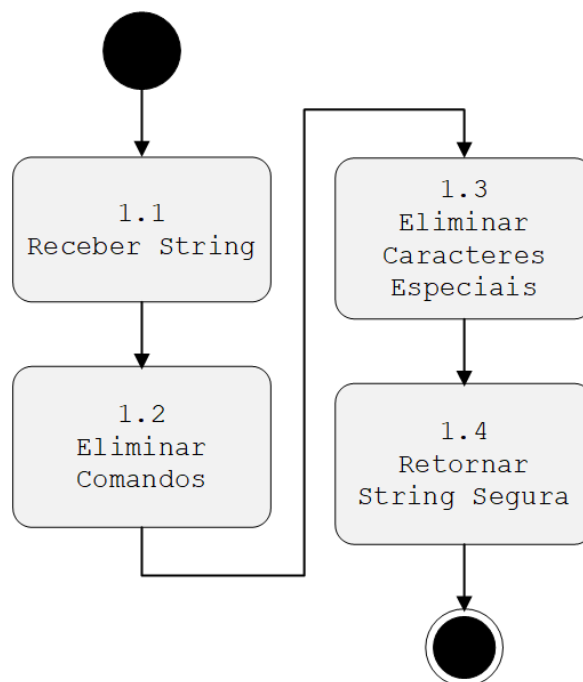 1.1
Receber String
1.2
Eliminar
Comandos
1.3
Eliminar
Caracteres
Especiais
1.4
Retornar
String Segura